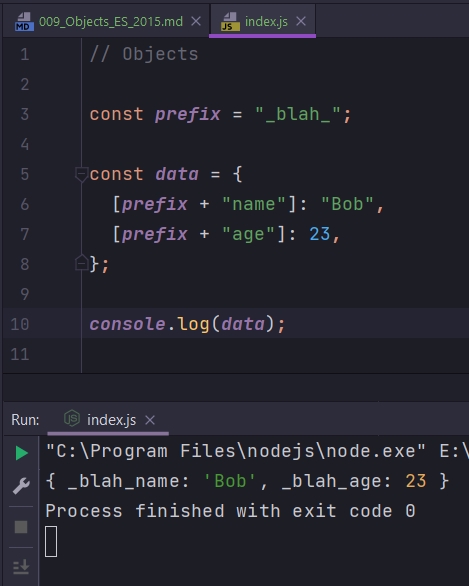 009_Objects_ES_2015.md index.js
1 // Objects
2
3 const prefix = "_blah_";
4
5 const data = {
6 [prefix + "name"]: "Bob",
7 [prefix + "age"]: 23,
8 };
9
10 console.log(data);
11
Run: index.js
"C:\Program Files\nodejs\node.exe" E:\
{ _blah_name: 'Bob', _blah_age: 23 }
Process finished with exit code 0